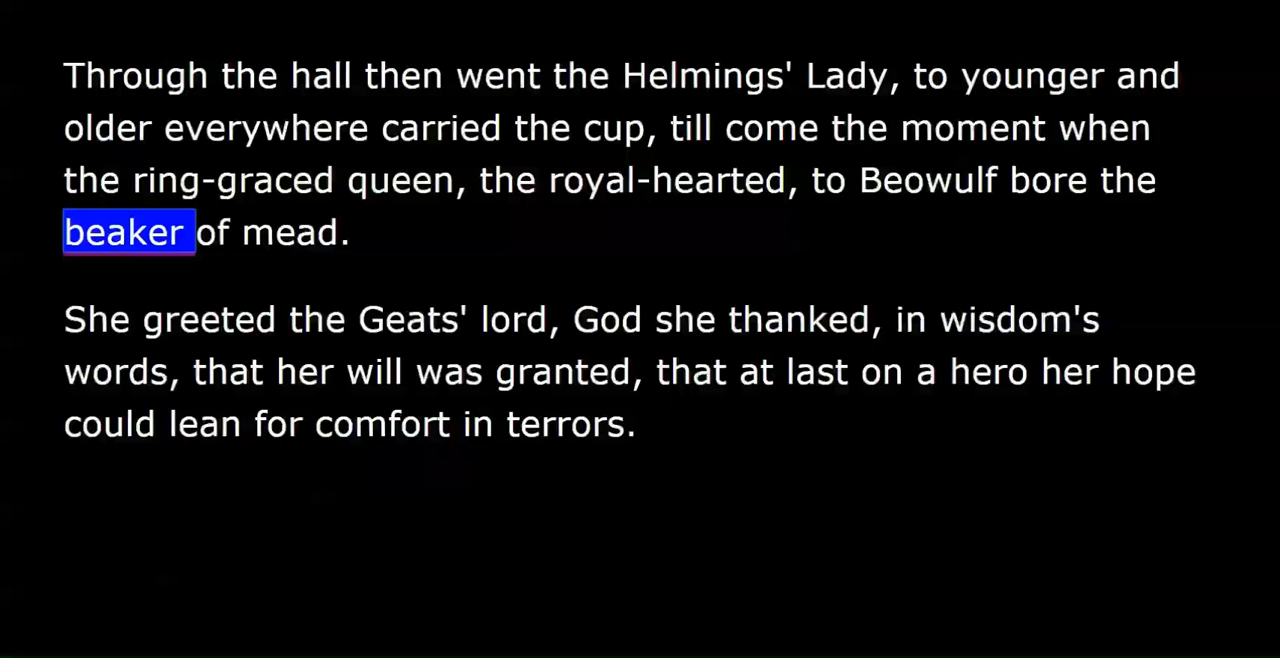 Through the hall then went the Helmings' Lady, to younger and
older everywhere carried the cup, till come the moment when
the ring-graced queen, the royal-hearted, to Beowulf bore the
beaker of mead.
She greeted the Geats' lord, God she thanked, in wisdom's
words, that her will was granted, that at last on a hero her hope
could lean for comfort in terrors.